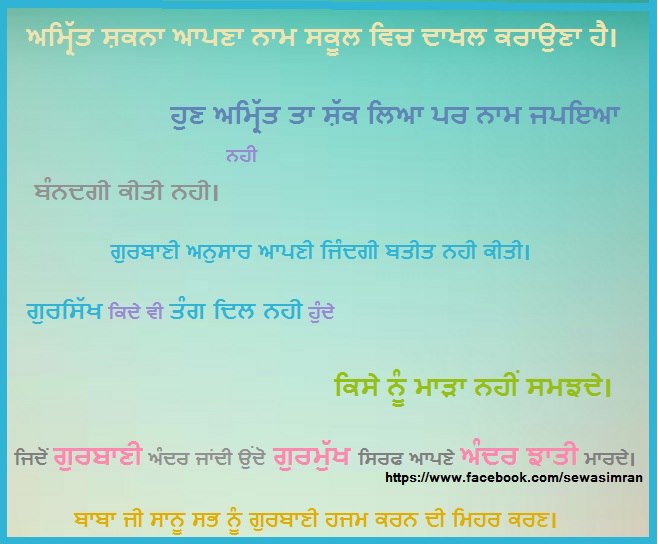 ਅਮ੍ਰਿੱਤ ਸ਼ਕਨਾ ਆਪਣਾ ਨਾਮ ਸਕੂਲ ਵਿਚ ਦਾਖਲ ਕਰਾਉਣਾ ਹੈ।
ਹੁਣ ਅਮ੍ਰਿੱਤ ਤਾ ਸ਼ੱਕ ਲਿਆ ਪਰ ਨਾਮ ਜਪਇਆ
ਨਹੀ
ਬੰਨਦਗੀ ਕੀਤੀ ਨਹੀ।
ਗੁਰਬਾਣੀ ਅਨੁਸਾਰ ਆਪਣੀ ਜਿੰਦਗੀ ਬਤੀਤ ਨਹੀ ਕੀਤੀ।
ਗੁਰਸਿੱਖ ਕਿਦੇ ਵੀ ਤੰਗ ਦਿਲ ਨਹੀ ਹੁੰਦੇ
ਕਿਸੇ ਨੂੰ ਮਾੜਾ ਨਹੀਂ ਸਮਝਦੇ।
ਜਿਦੋਂ ਗੁਰਬਾਣੀ ਅੰਦਰ ਜਾਂਦੀ ਉਂਦੋ ਗੁਰਮੁੱਖ ਸਿਰਫ ਆਪਣੇ ਅੰਦਰ ਝਾਤੀ ਮਾਰਦੇ।
https://www.facebook.com/sewasimran
ਬਾਬਾ ਜੀ ਸਾਨੂ ਸਭ ਨੂੰ ਗੁਰਬਾਣੀ ਹਜਮ ਕਰਨ ਦੀ ਮਿਹਰ ਕਰਣ।